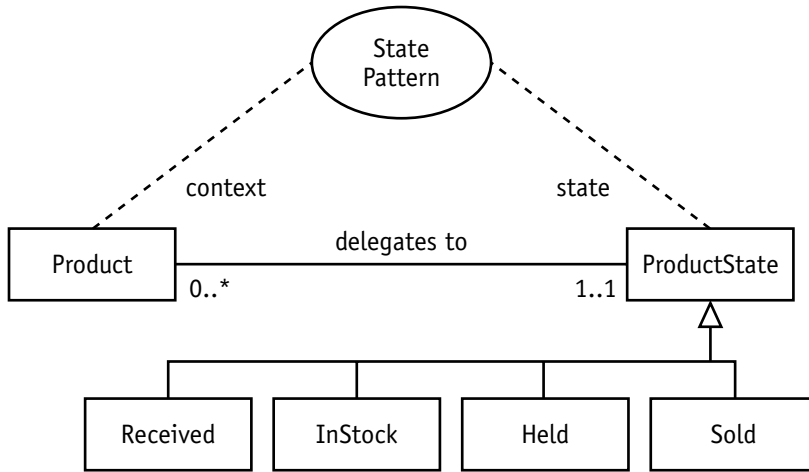 State
Pattern
context
state
Product
delegates to
ProductState
0..*
1..1
Received
InStock
Held
Sold